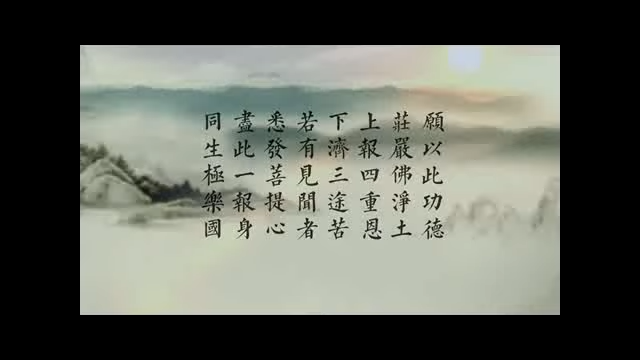 願以此功德
莊嚴佛淨土
上報四重恩
下濟三途苦
若有見聞者
悉發菩提心
盡此一報身
同生極樂國